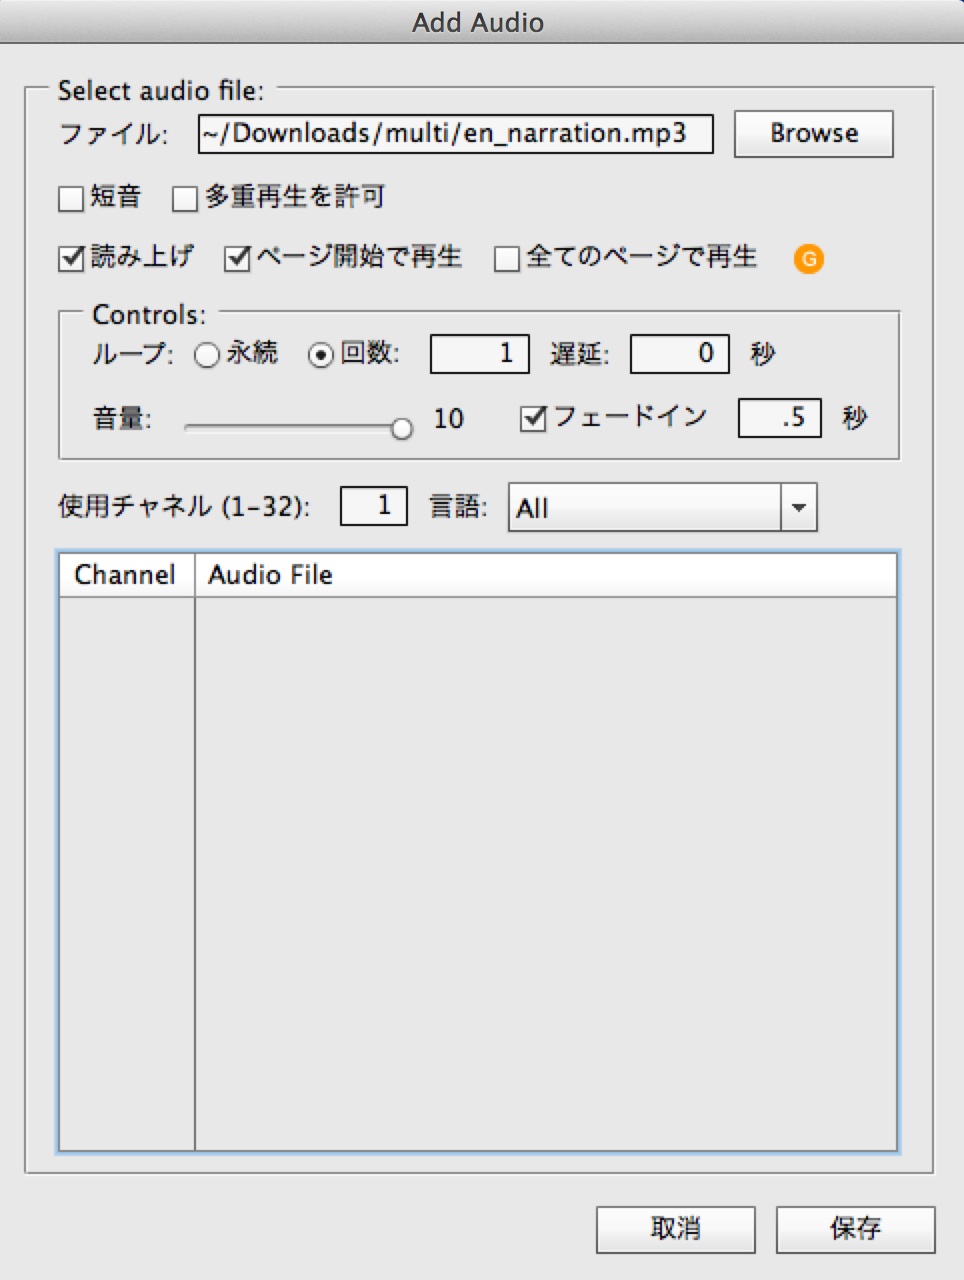 Add Audio
Select audio file:
ファイル: ~/Downloads/multi/en_narration.mp3 Browse
短音 多重再生を許可
読み上げ ページ開始で再生 全てのページで再生 G
Controls:
ループ: 永続 回数: 1 遅延: 0 秒
音量: 10 フェードイン .5 秒
使用チャネル (1-32): 1 言語: All
Channel Audio File
取消 保存